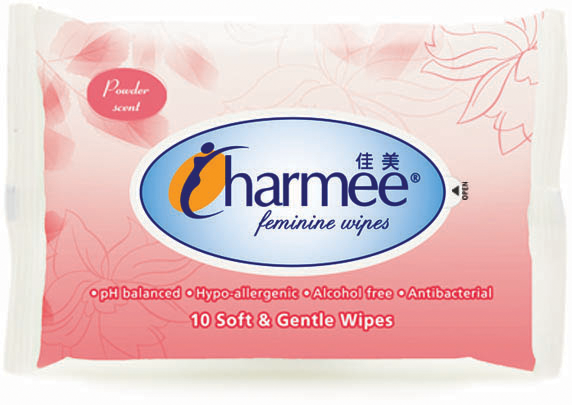 Powder
scent
佳美
Charmee®
feminine wipes
OPEN
• pH balanced • Hypo-allergenic • Alcohol free • Antibacterial
10 Soft & Gentle Wipes